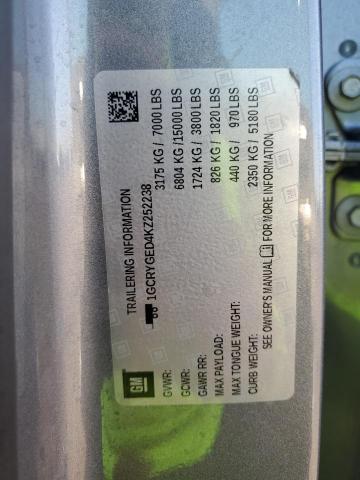 GM
TRAILERING INFORMATION
1GCRYGED4KZ252238
GVWR: 3175 KG / 7000 LBS
GCWR: 6804 KG /15000 LBS
GAWR RR: 1724 KG / 3800 LBS
MAX PAYLOAD: 826 KG / 1820 LBS
MAX TONGUE WEIGHT: 440 KG / 970 LBS
CURB WEIGHT: 2350 KG / 5180 LBS
SEE OWNER'S MANUAL FOR MORE INFORMATION